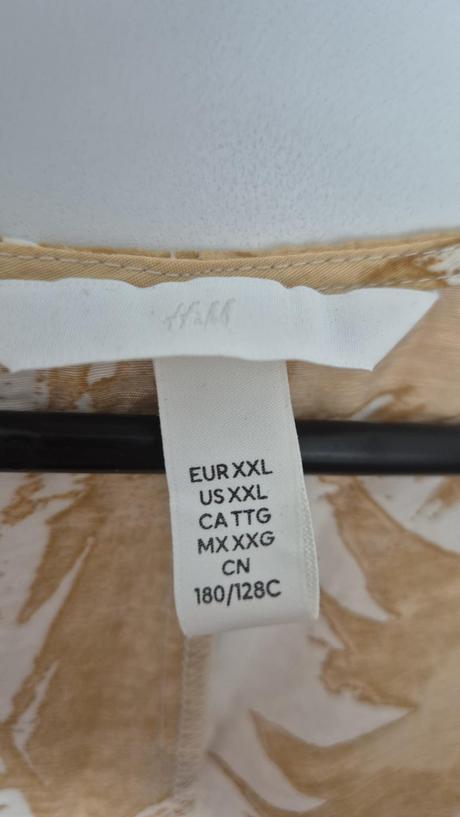 H&M
EUR XXL
US XXL
CA TTG
MX XXG
CN
180/128C